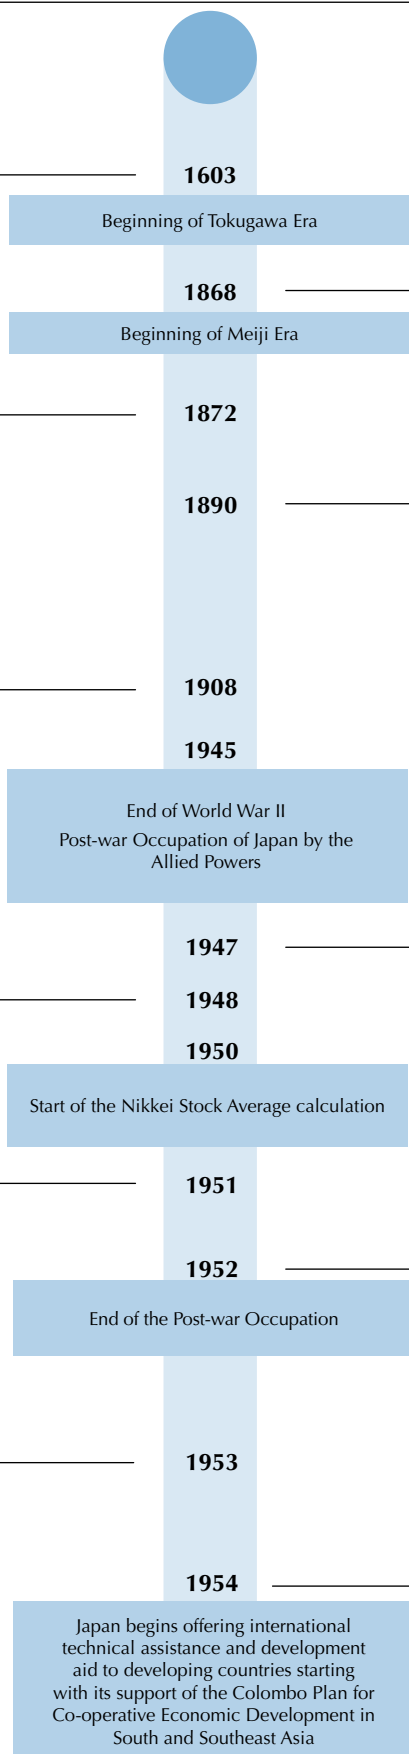 1603
Beginning of Tokugawa Era
1868
Beginning of Meiji Era
1872
1890
1908
1945
End of World War II
Post-war Occupation of Japan by the
Allied Powers
1947
1948
1950
Start of the Nikkei Stock Average calculation
1951
1952
End of the Post-war Occupation
1953
1954
Japan begins offering international
technical assistance and development
aid to developing countries starting
with its support of the Colombo Plan for
Co-operative Economic Development in
South and Southeast Asia